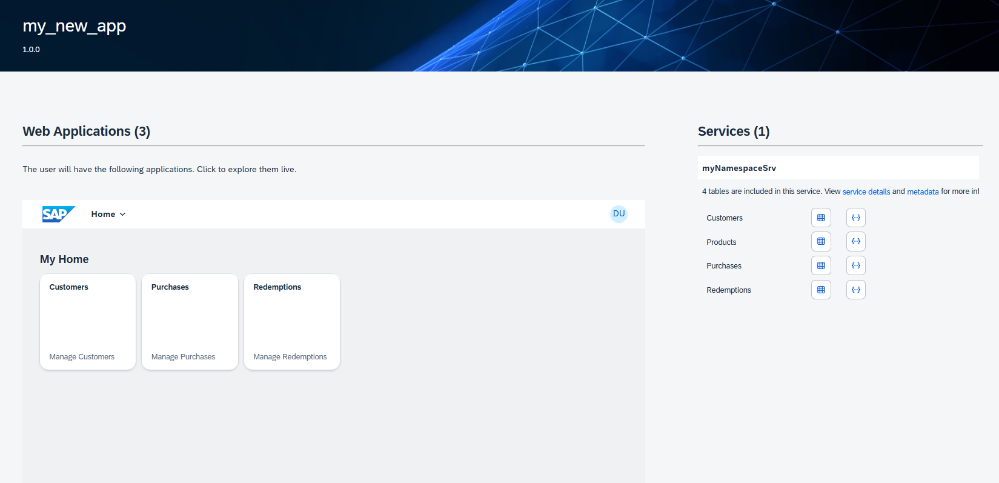 my_new_app
1.0.0
Web Applications (3)
The user will have the following applications. Click to explore them live.
SAP Home DU
My Home
Customers Purchases Redemptions
Manage Customers Manage Purchases Manage Redemptions
Services (1)
myNamespaceSrv
4 tables are included in this service. View service details and metadata for more inf
Customers
Products
Purchases
Redemptions